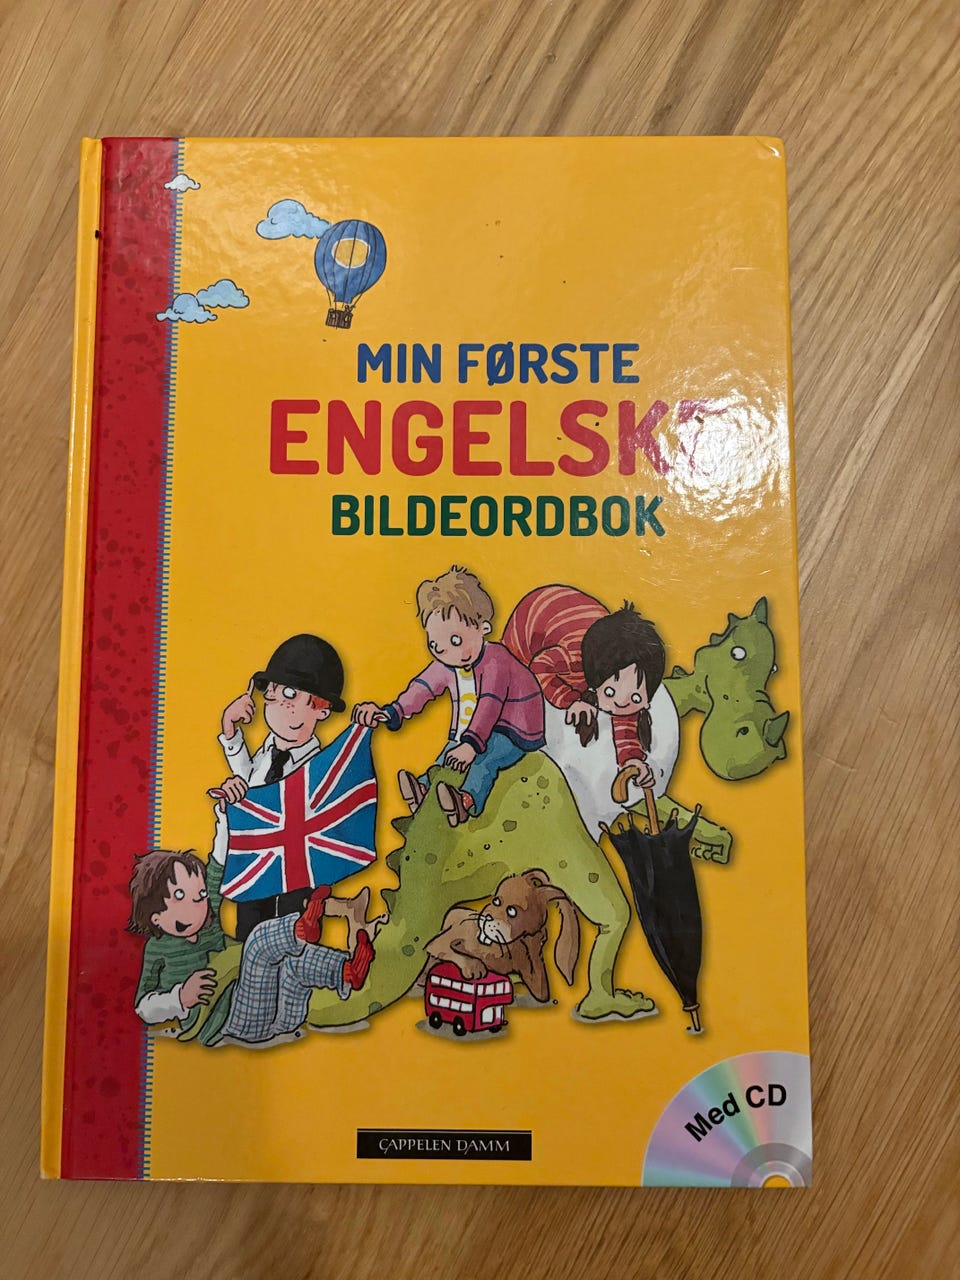 MIN FØRSTE
ENGELSKE
BILDEORDBOK
CAPPELEN DAMM
Med CD